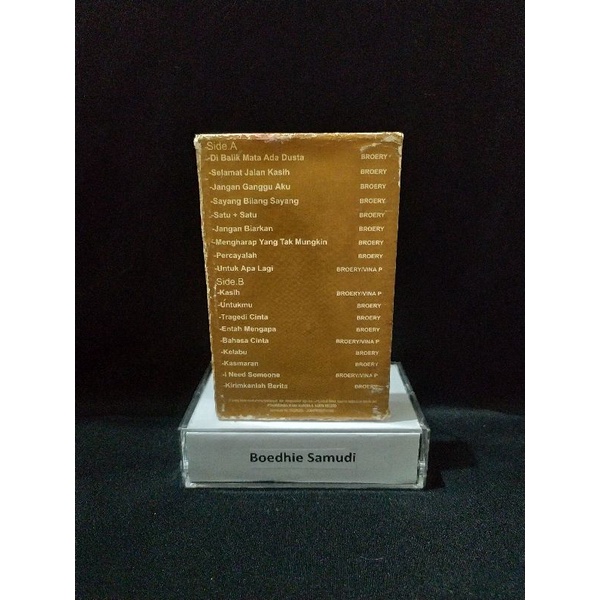 Side.A
-Di Balik Mata Ada Dusta BROERY
-Selamat Jalan Kasih BROERY
-Jangan Ganggu Aku BROERY
-Sayang Bilang Sayang BROERY
-Satu + Satu BROERY
-Jangan Biarkan BROERY
-Mengharap Yang Tak Mungkin BROERY
-Percayalah BROERY
-Untuk Apa Lagi BROERY/VINA P
Side.B
-Kasih BROERY/VINA P
-Untukmu BROERY
-Tragedi Cinta BROERY
-Entah Mengapa BROERY
-Bahasa Cinta BROERY/VINA P
-Kelabu BROERY
-Kasmaran BROERY
-I Need Someone BROERY/VINA P
-Kirimkanlah Berita BROERY
Boedhie Samudi